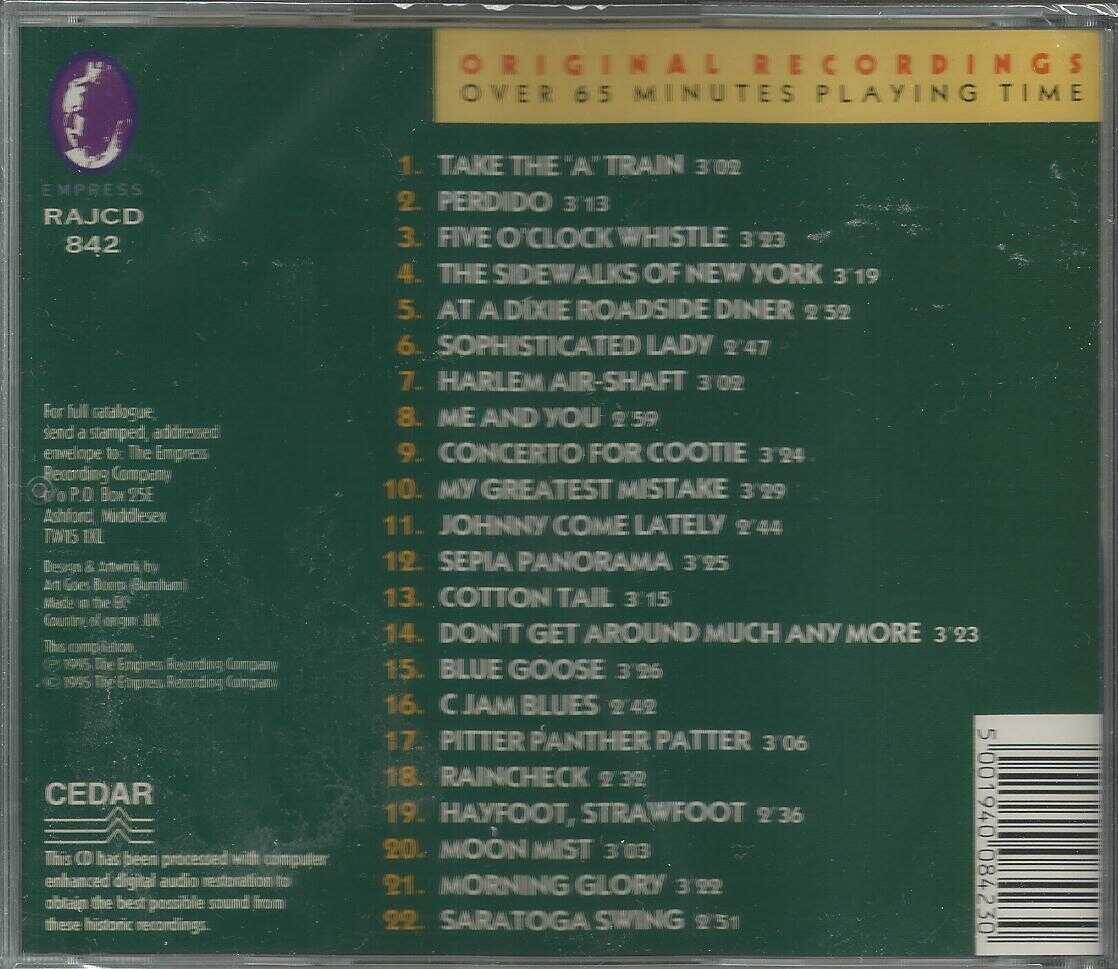 ORIGINAL RECORDINGS
OVER 65 MINUTES PLAYING TIME
EMPRESS
RAJCD
842
1. TAKE THE "A" TRAIN 3'02
2. PERDIDO 3'13
3. FIVE O'CLOCK WHISTLE 3'23
4. THE SIDEWALKS OF NEW YORK 3'19
5. AT A DIXIE ROADSIDE DINER 2'52
6. SOPHISTICATED LADY 2'47
7. HARLEM AIR-SHAFT 3'02
8. ME AND YOU 2'59
9. CONCERTO FOR COOTIE 3'24
10. MY GREATEST MISTAKE 3'29
11. JOHNNY COME LATELY 2'44
12. SEPIA PANORAMA 3'25
13. COTTON TAIL 3'15
14. DON'T GET AROUND MUCH ANY MORE 3'23
15. BLUE GOOSE 3'26
16. C JAM BLUES 2'42
17. PITTER PANTHER PATTER 3'06
18. RAINCHECK 2'32
19. HAYFOOT, STRAWFOOT 2'36
20. MOON MIST 3'03
21. MORNING GLORY 3'22
22. SARATOGA SWING 2'51
For full catalogue,
send a stamped, addressed
envelope to: The Empress
Recording Company
c/o P.O. Box 25E
Ashford, Middlesex
TW15 1XL
Design & Artwork by
Art Goes Boom (Burnham)
Made in the EC
Country of origin UK
This compilation.
℗ 1995 The Empress Recording Company
© 1995 The Empress Recording Company
CEDAR
This CD has been processed with computer
enhanced digital audio restoration to
obtain the best possible sound from
these historic recordings.
5 001940 084230